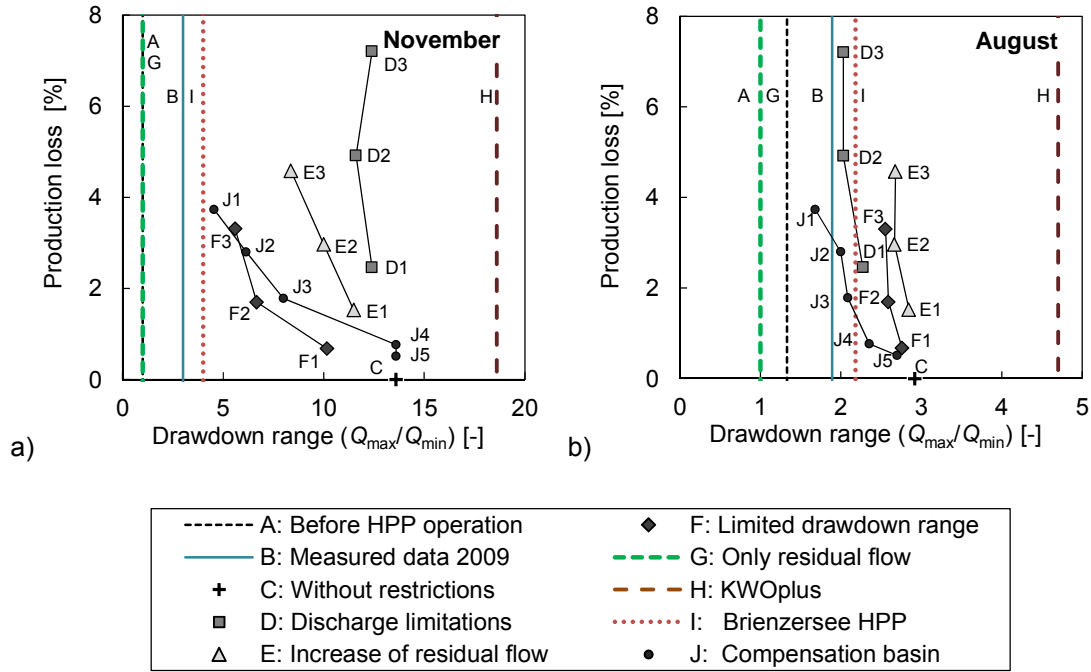 November
Production loss [%]
8
6
4
2
0
0
5
10
15
20
A
G
B
I
H
D3
D2
D1
E3
E2
E1
J1
F3
J2
J3
F2
F1
J4
J5
C
Drawdown range (Qmax/Qmin) [-]
a)
August
Production loss [%]
8
6
4
2
0
0
1
2
3
4
5
A
G
B
I
H
D3
D2
D1
E3
E2
E1
J1
F3
J2
J3
F2
J4
F1
J5
C
Drawdown range (Qmax/Qmin) [-]
b)
A: Before HPP operation
B: Measured data 2009
C: Without restrictions
D: Discharge limitations
E: Increase of residual flow
F: Limited drawdown range
G: Only residual flow
H: KWOplus
I: Brienzersee HPP
J: Compensation basin